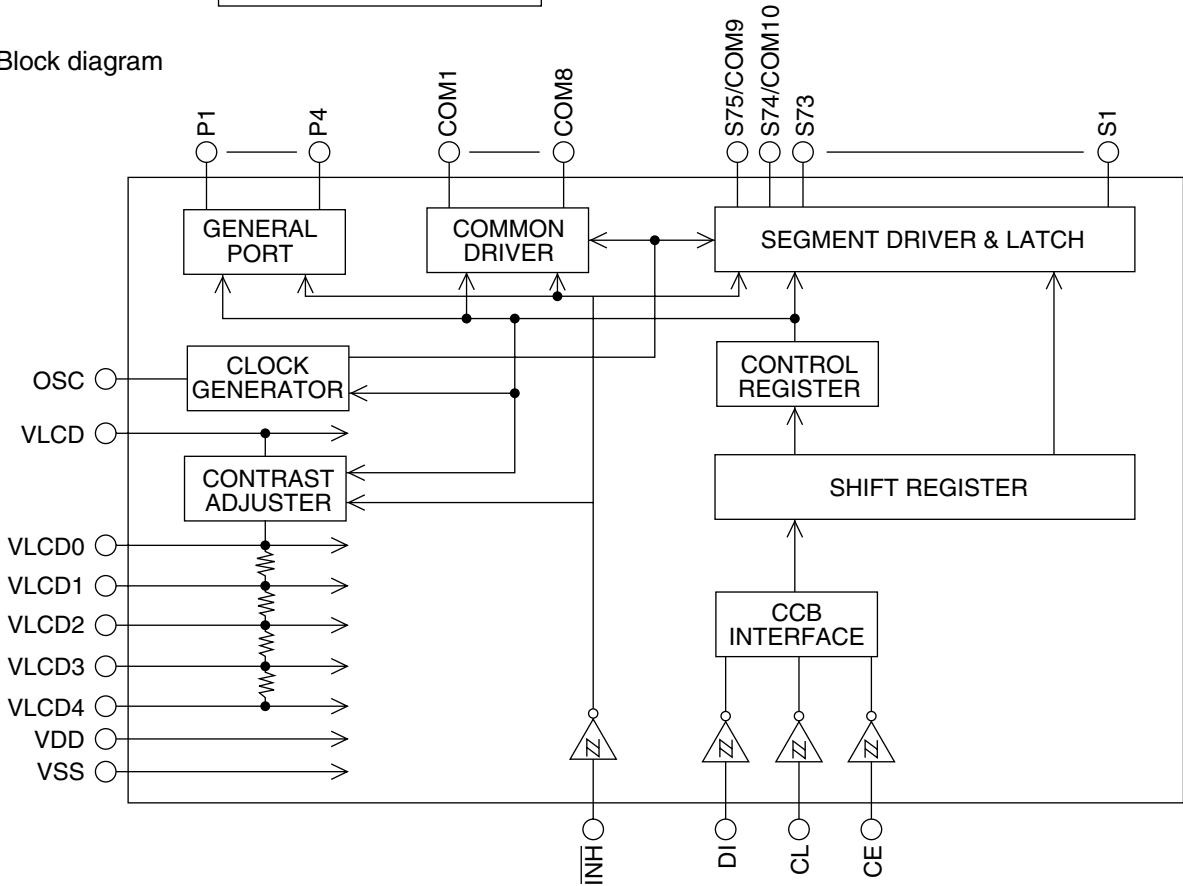 Block diagram
P1
P4
COM1
COM8
S75/COM9
S74/COM10
S73
S1
GENERAL
PORT
COMMON
DRIVER
SEGMENT DRIVER & LATCH
OSC
CLOCK
GENERATOR
CONTROL
REGISTER
VLCD
CONTRAST
ADJUSTER
SHIFT REGISTER
VLCD0
VLCD1
VLCD2
VLCD3
VLCD4
VDD
VSS
CCB
INTERFACE
INH
DI
CL
CE